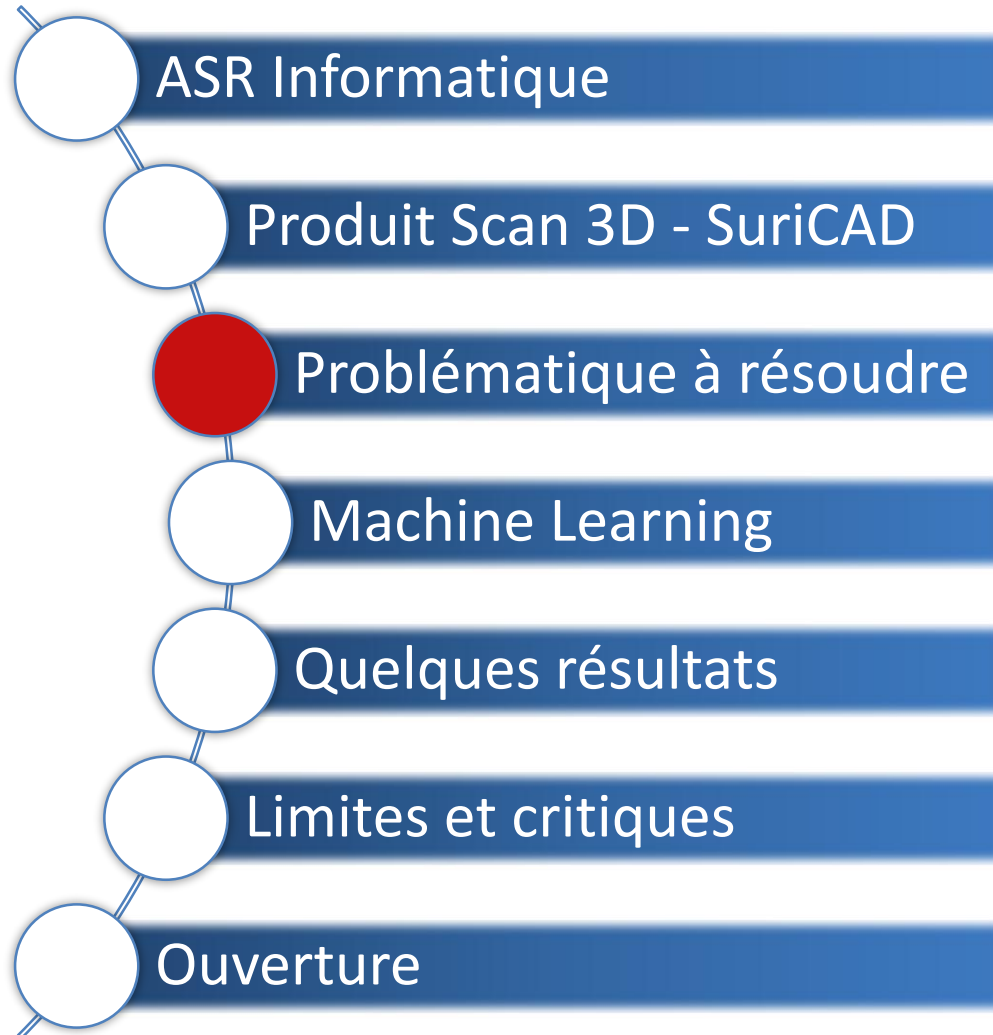 ASR Informatique
Produit Scan 3D - SuriCAD
Problématique à résoudre
Machine Learning
Quelques résultats
Limites et critiques
Ouverture